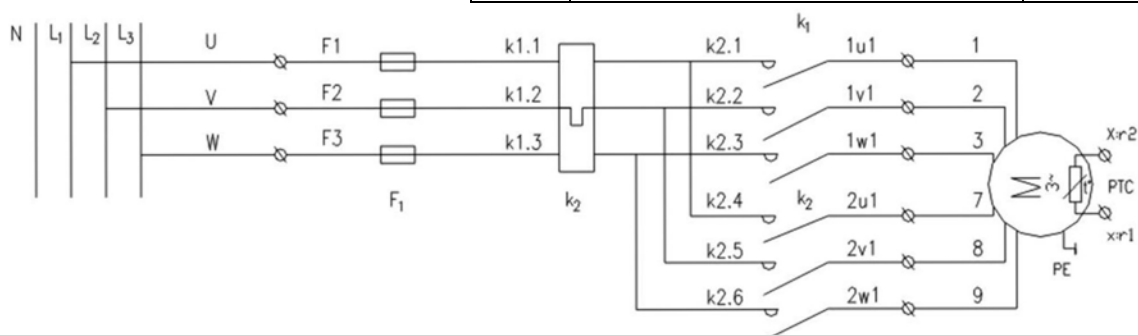 k₁
N L₁ L₂ L₃ U F1 k1.1 k2.1 1u1 1
V F2 k1.2 k2.2 1v1 2
W F3 k1.3 k2.3 1w1 3 x:r2
F₁ k₂ k2.4 k₂ 2u1 7 M 3~ t° PTC
x:r1
k2.5 2v1 8 PE
k2.6 2w1 9